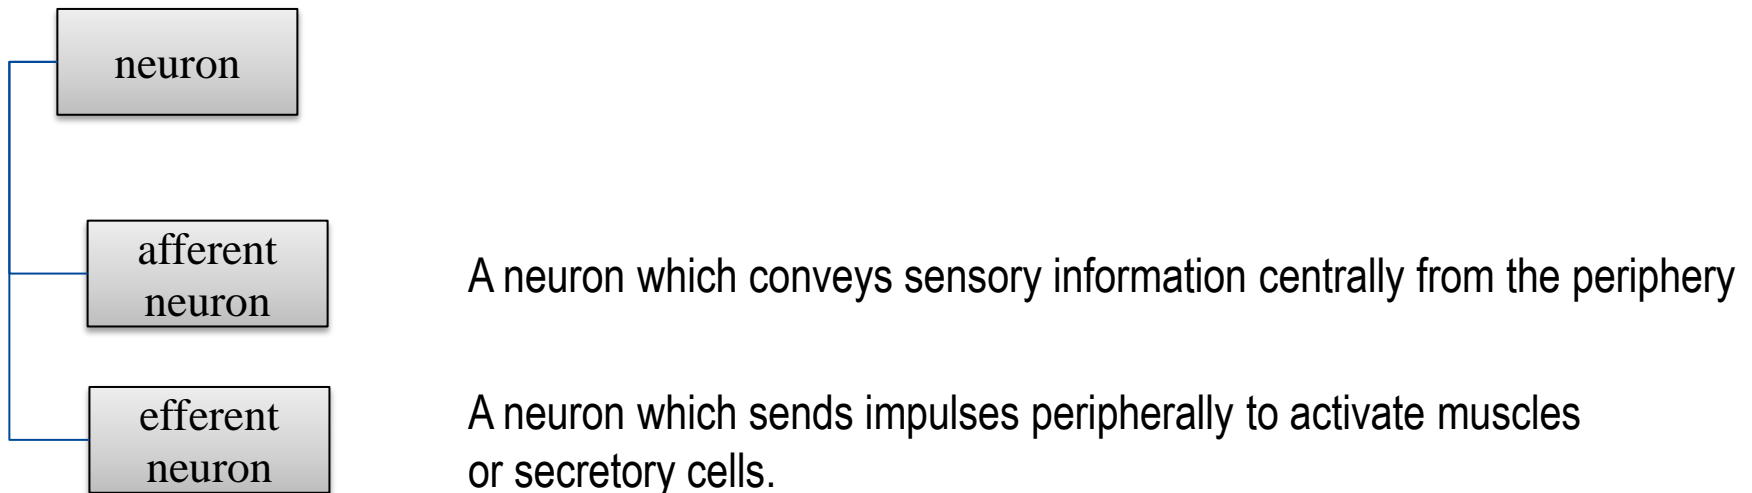 neuron
afferent
neuron
A neuron which conveys sensory information centrally from the periphery
efferent
neuron
A neuron which sends impulses peripherally to activate muscles
or secretory cells.